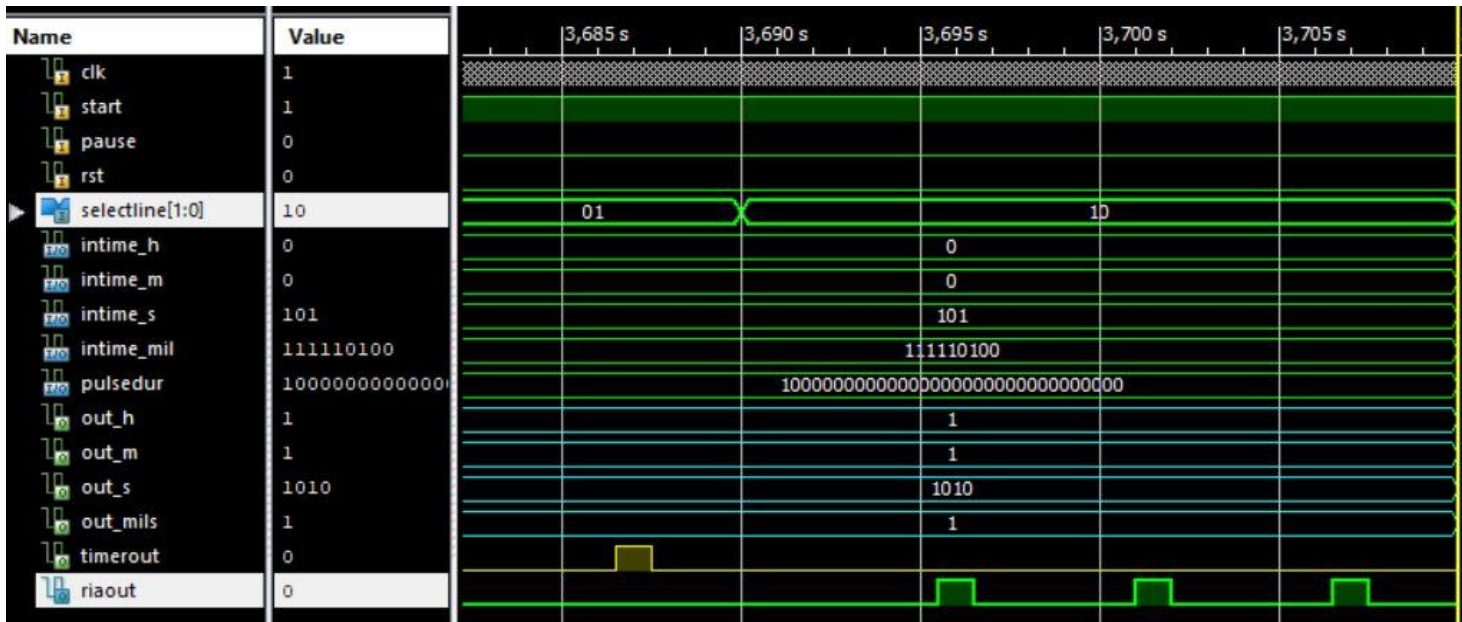 Name Value 3,685 s 3,690 s 3,695 s 3,700 s 3,705 s
clk 1
start 1
pause 0
rst 0
selectline[1:0] 10 01 10
intime_h 0 0
intime_m 0 0
intime_s 101 101
intime_mil 111110100 111110100
pulsedur
out_h 1 1
out_m 1 1
out_s 1010 1010
out_mils 1 1
timerout 0
riaout 0